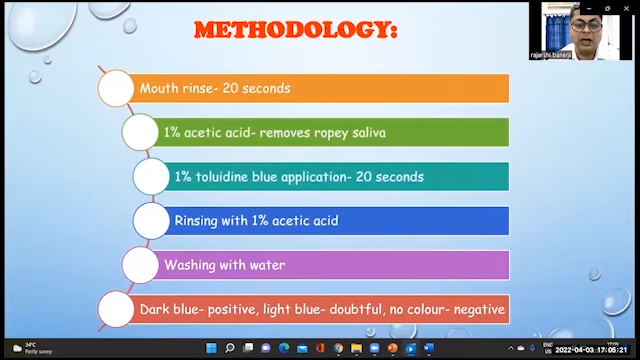 METHODOLOGY:
rajarshi banerji
Mouth rinse- 20 seconds
1% acetic acid- removes ropey saliva
1% toluidine blue application- 20 seconds
Rinsing with 1% acetic acid
Washing with water
Dark blue- positive, light blue- doubtful, no colour- negative
34°C
Partly sunny
ENG
2022-04-03 17:05:21